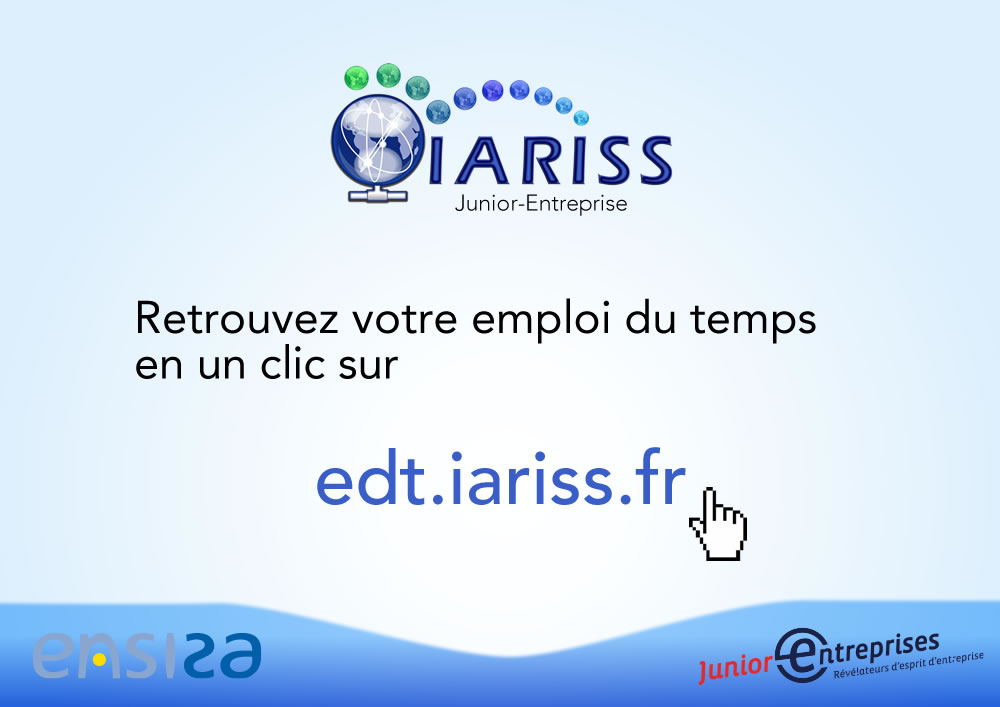 IARISS
Junior-Entreprise
Retrouvez votre emploi du temps
en un clic sur
edt.iariss.fr
ensisa
Junior Entreprises
Révélateurs d'esprit d'entreprise